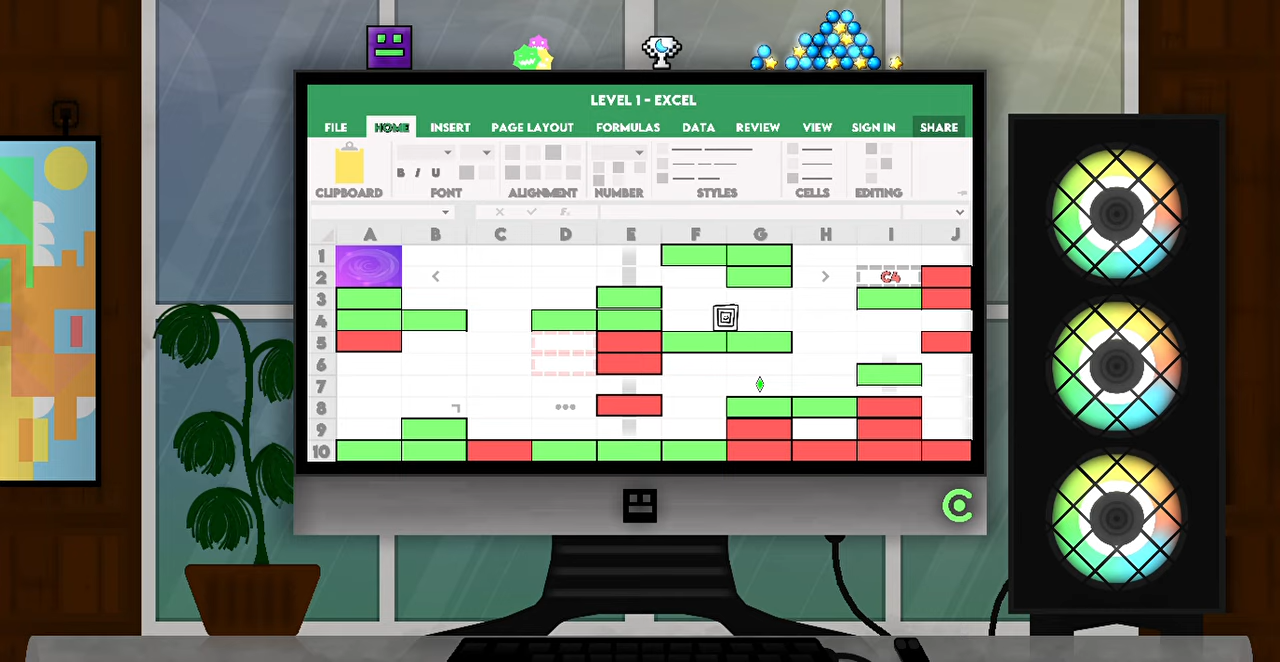 LEVEL 1 - EXCEL
FILE HOME INSERT PAGE LAYOUT FORMULAS DATA REVIEW VIEW SIGN IN SHARE
B I U
CLIPBOARD FONT ALIGNMENT NUMBER STYLES CELLS EDITING
Fx
A B C D E F G H I J
1
2 < > C4
3
4
5
6
7
8 •••
9
10